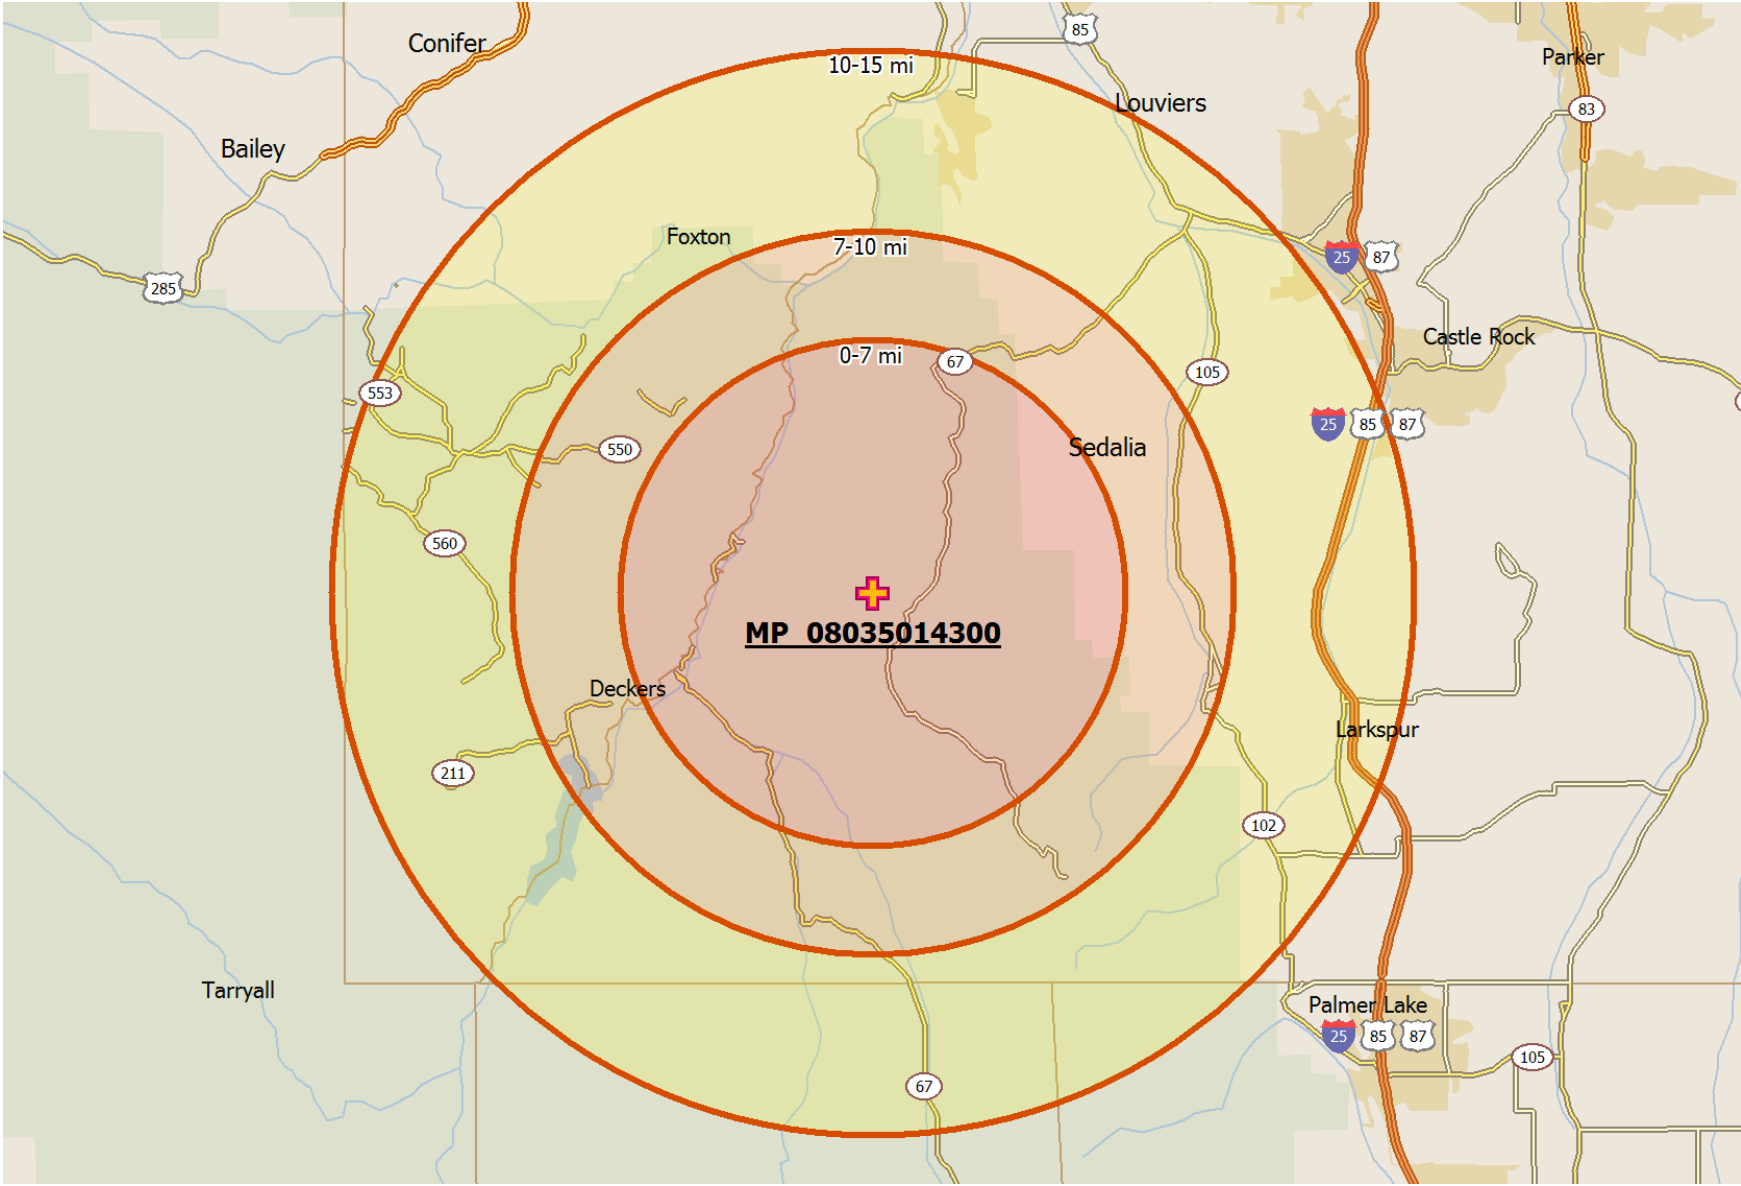 85
Conifer
10-15 mi
Parker
Louviers
83
Bailey
Foxton
7-10 mi
25
87
285
Castle Rock
0-7 mi
67
105
553
25
85
87
Sedalia
550
560
MP_08035014300
Deckers
Larkspur
211
102
Tarryall
Palmer Lake
25
85
87
105
67